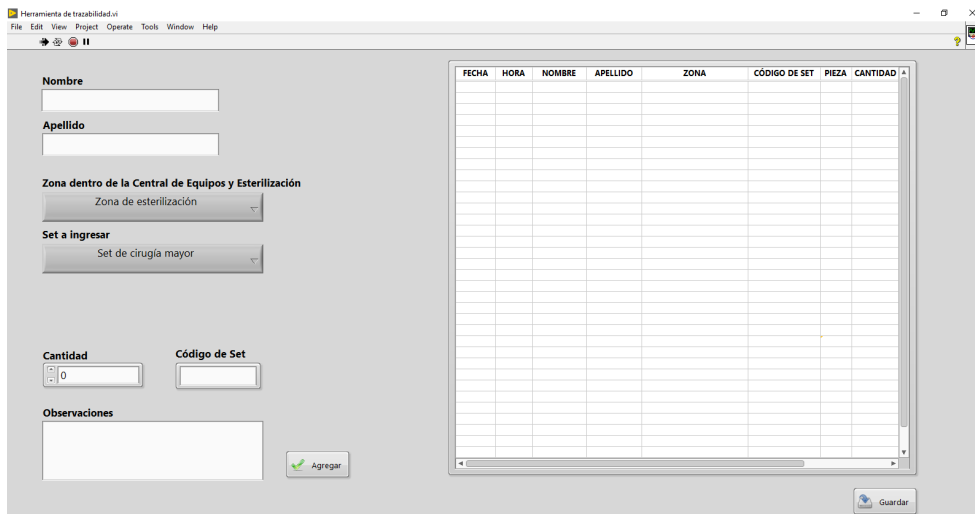 Herramienta de trazabilidad.vi
File Edit View Project Operate Tools Window Help
Nombre
Apellido
Zona dentro de la Central de Equipos y Esterilización
Zona de esterilización
Set a ingresar
Set de cirugía mayor
Cantidad
0
Código de Set
Observaciones
Agregar
FECHA HORA NOMBRE APELLIDO ZONA CÓDIGO DE SET PIEZA CANTIDAD
Guardar